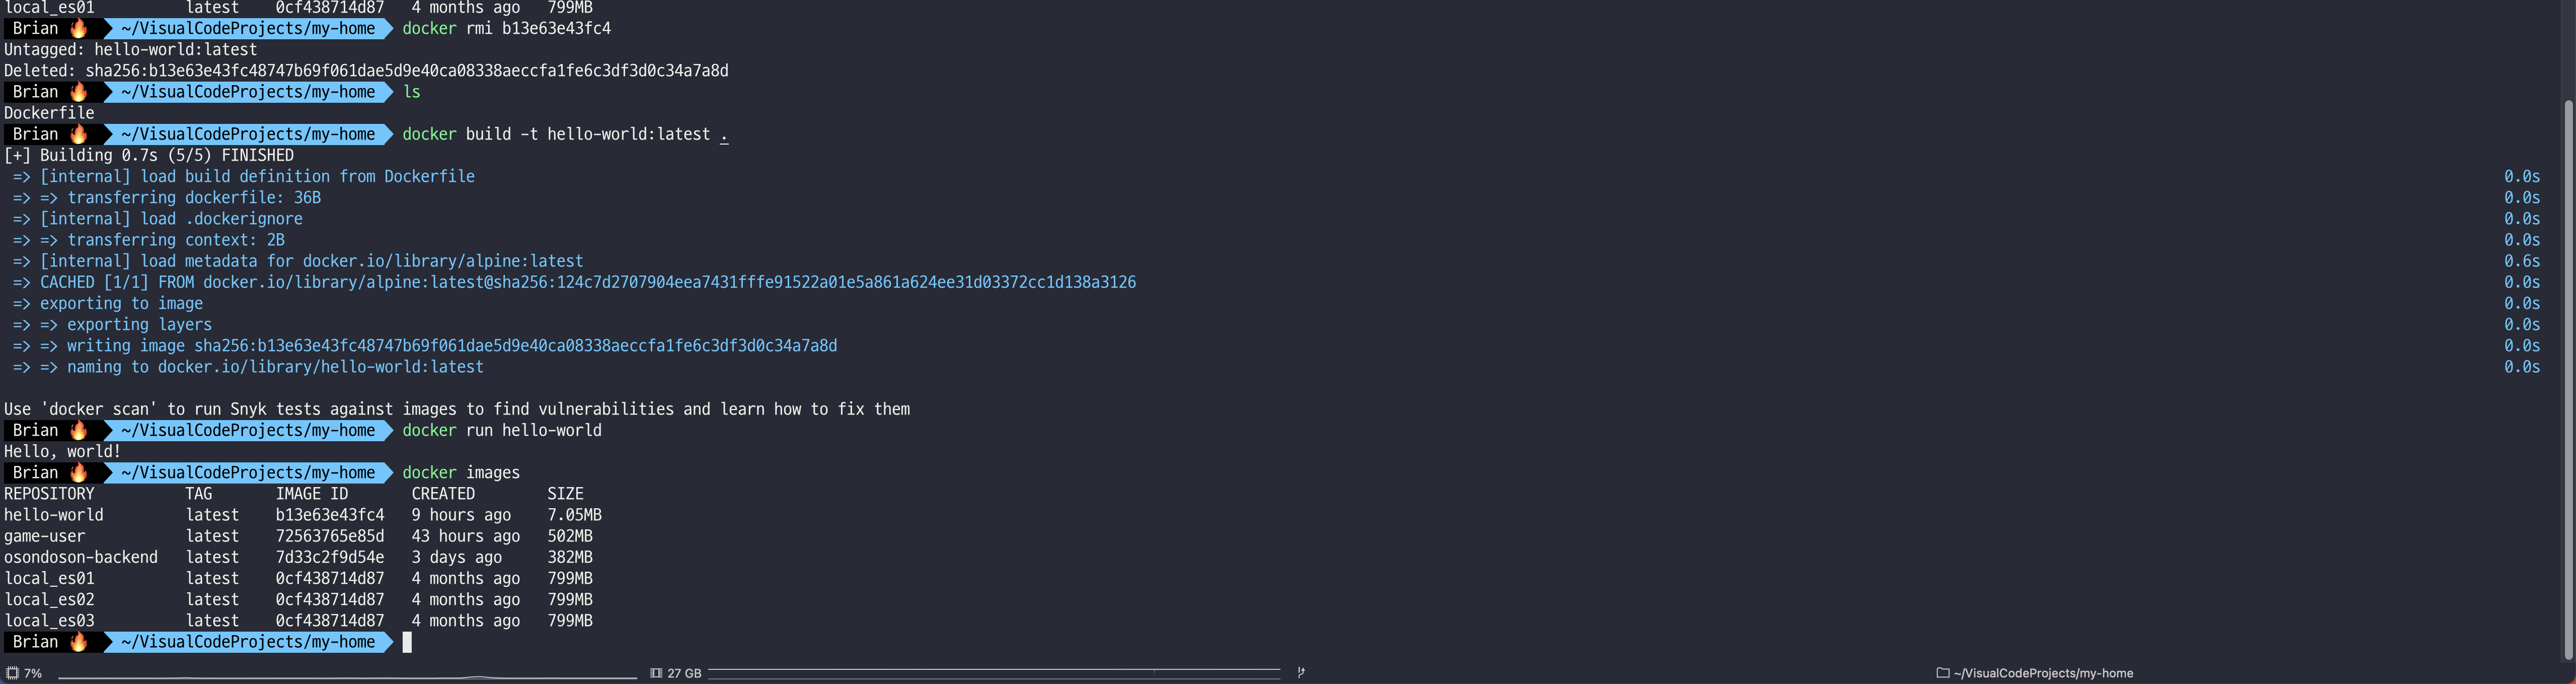 local_es01          latest    0cf438714d87   4 months ago   799MB
Brian 🔥 ~/VisualCodeProjects/my-home docker rmi b13e63e43fc4
Untagged: hello-world:latest
Deleted: sha256:b13e63e43fc48747b69f061dae5d9e40ca08338aeccfa1fe6c3df3d0c34a7a8d
Brian 🔥 ~/VisualCodeProjects/my-home ls
Dockerfile
Brian 🔥 ~/VisualCodeProjects/my-home docker build -t hello-world:latest .
[+] Building 0.7s (5/5) FINISHED
=> [internal] load build definition from Dockerfile 0.0s
=> => transferring dockerfile: 36B 0.0s
=> [internal] load .dockerignore 0.0s
=> => transferring context: 2B 0.0s
=> [internal] load metadata for docker.io/library/alpine:latest 0.6s
=> CACHED [1/1] FROM docker.io/library/alpine:latest@sha256:124c7d2707904eea7431fffe91522a01e5a861a624ee31d03372cc1d138a3126 0.0s
=> exporting to image 0.0s
=> => exporting layers 0.0s
=> => writing image sha256:b13e63e43fc48747b69f061dae5d9e40ca08338aeccfa1fe6c3df3d0c34a7a8d 0.0s
=> => naming to docker.io/library/hello-world:latest 0.0s
Use 'docker scan' to run Snyk tests against images to find vulnerabilities and learn how to fix them
Brian 🔥 ~/VisualCodeProjects/my-home docker run hello-world
Hello, world!
Brian 🔥 ~/VisualCodeProjects/my-home docker images
REPOSITORY          TAG       IMAGE ID       CREATED        SIZE
hello-world         latest    b13e63e43fc4   9 hours ago    7.05MB
game-user           latest    72563765e85d   43 hours ago   502MB
osondoson-backend   latest    7d33c2f9d54e   3 days ago     382MB
local_es01          latest    0cf438714d87   4 months ago   799MB
local_es02          latest    0cf438714d87   4 months ago   799MB
local_es03          latest    0cf438714d87   4 months ago   799MB
Brian 🔥 ~/VisualCodeProjects/my-home
7% 27 GB ~/VisualCodeProjects/my-home